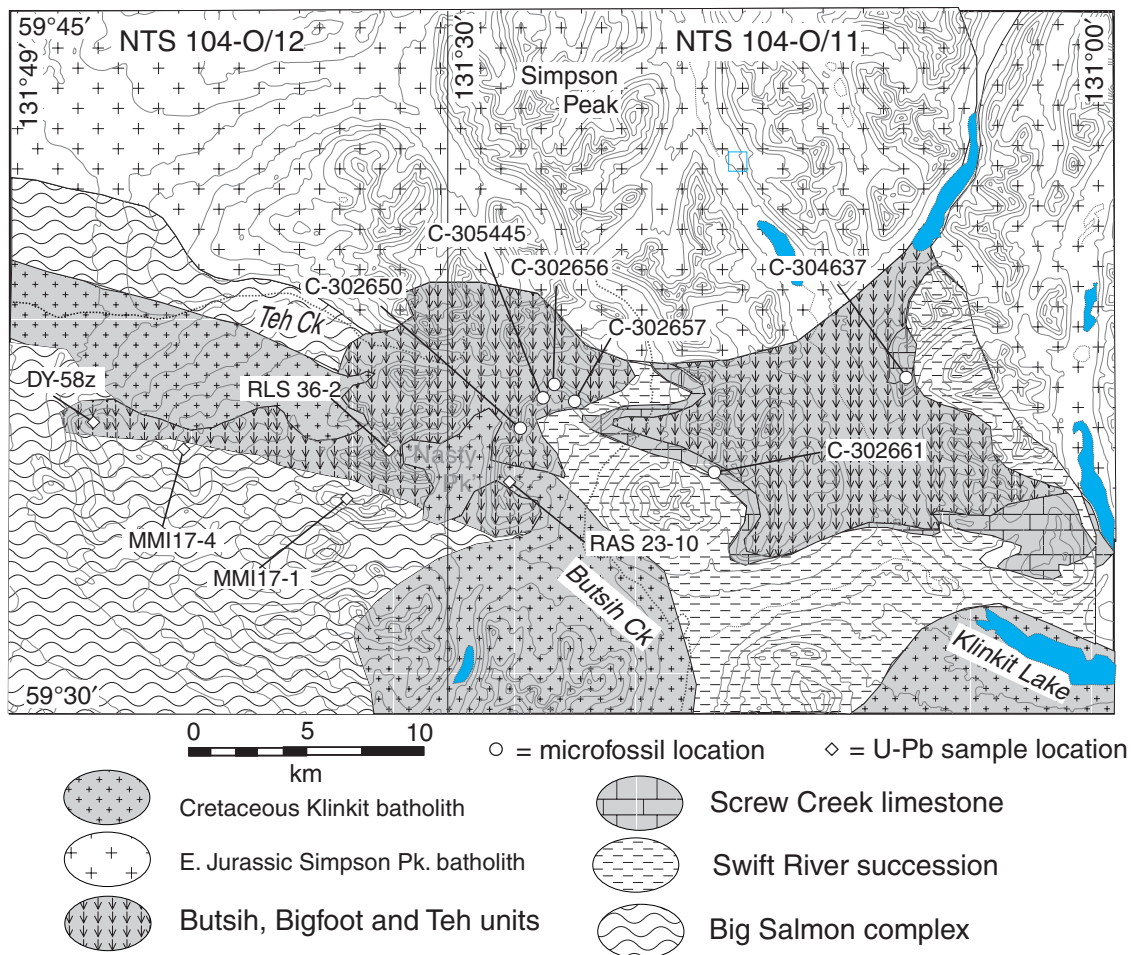 59°45′
NTS 104-O/12
131°30′
NTS 104-O/11
131°00′
131°49′
Simpson
Peak
C-305445
C-302656
C-304637
C-302650
C-302657
Teh Ck
DY-58z
RLS 36-2
Nasty
Pk
C-302661
MMI17-4
RAS 23-10
MMI17-1
Butsih Ck
Klinkit Lake
59°30′
0 5 10
km
= microfossil location
= U-Pb sample location
Cretaceous Klinkit batholith
Screw Creek limestone
E. Jurassic Simpson Pk. batholith
Swift River succession
Butsih, Bigfoot and Teh units
Big Salmon complex